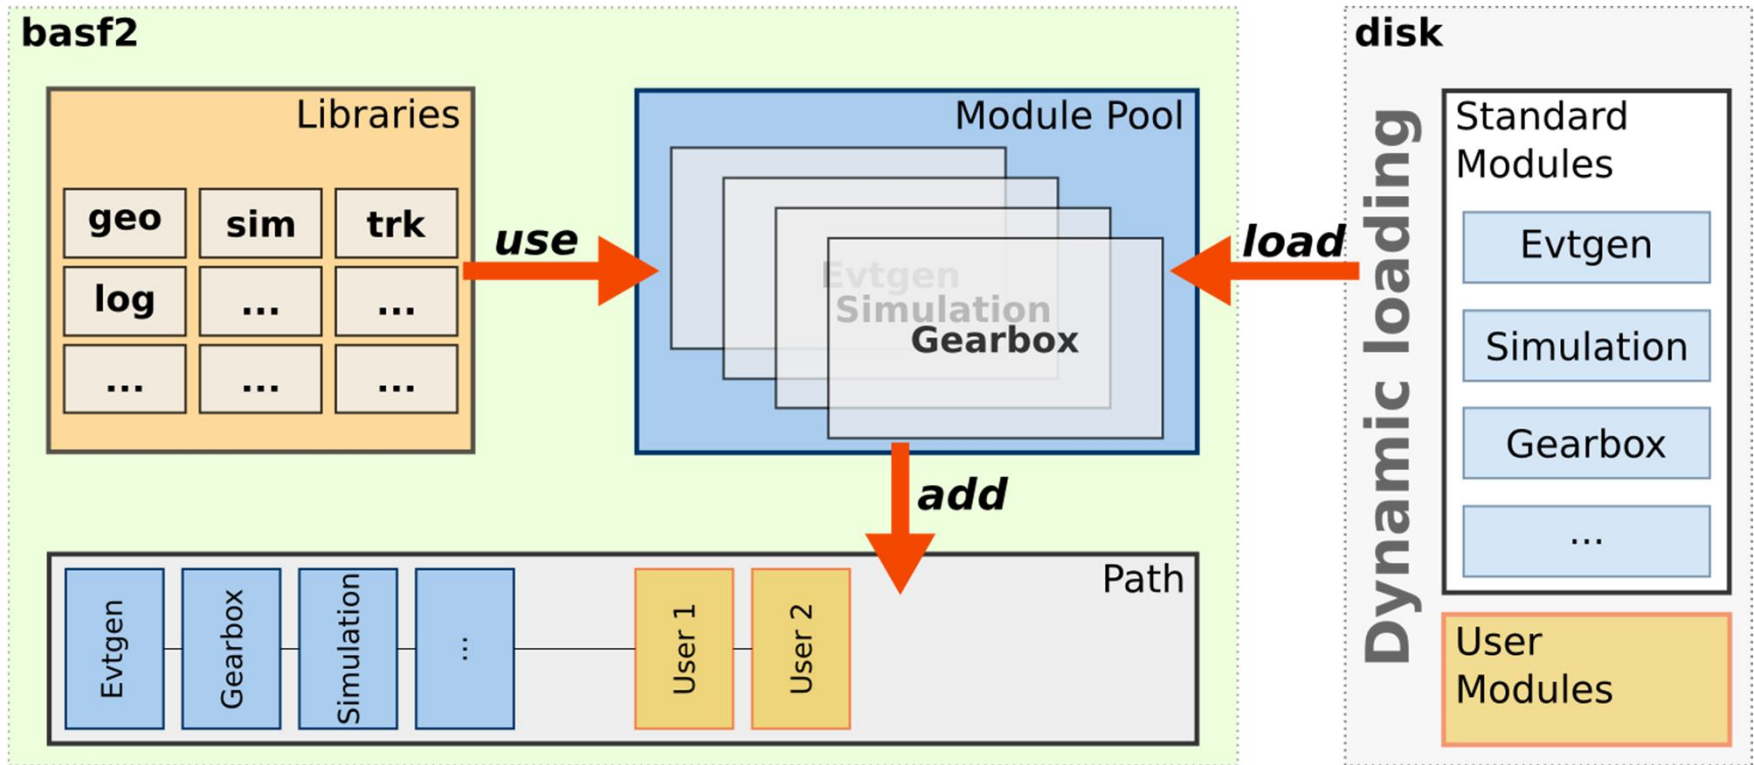 basf2
Libraries
geo
sim
trk
log
...
...
...
...
...
use
Module Pool
Evtgen
Simulation
Gearbox
load
add
Path
Evtgen
Gearbox
Simulation
...
User 1
User 2
disk
Dynamic loading
Standard
Modules
Evtgen
Simulation
Gearbox
...
User
Modules